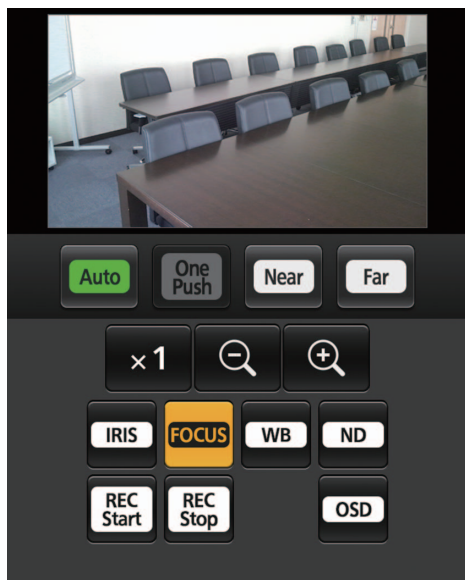 Auto
One
Push
Near
Far
×1
IRIS
FOCUS
WB
ND
REC
Start
REC
Stop
OSD